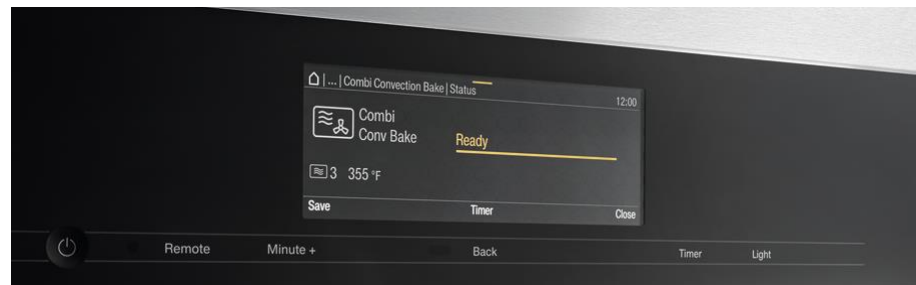 | ... | Combi Convection Bake | Status
12:00
Combi
Conv Bake
Ready
3 355 °F
Save Timer Close
Remote Minute + Back Timer Light